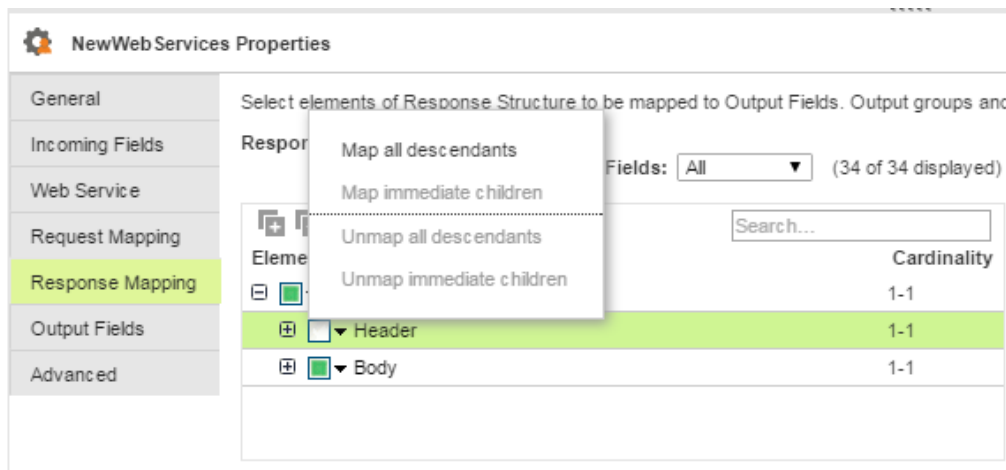 NewWebServices Properties
General
Incoming Fields
Web Service
Request Mapping
Response Mapping
Output Fields
Advanced
Select elements of Response Structure to be mapped to Output Fields. Output groups and
Respon
Fields: All (34 of 34 displayed)
Map all descendants
Map immediate children
Unmap all descendants
Unmap immediate children
Search...
Eleme
Cardinality
1-1
Header 1-1
Body 1-1